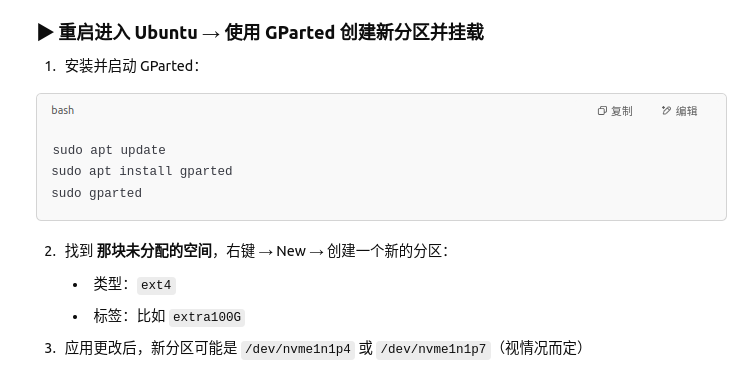 ▶ 重启进入 Ubuntu → 使用 GParted 创建新分区并挂载
1. 安装并启动 GParted：
bash 复制 编辑
sudo apt update
sudo apt install gparted
sudo gparted
2. 找到 那块未分配的空间，右键 → New → 创建一个新的分区：
• 类型：ext4
• 标签：比如 extra100G
3. 应用更改后，新分区可能是 /dev/nvme1n1p4 或 /dev/nvme1n1p7（视情况而定）